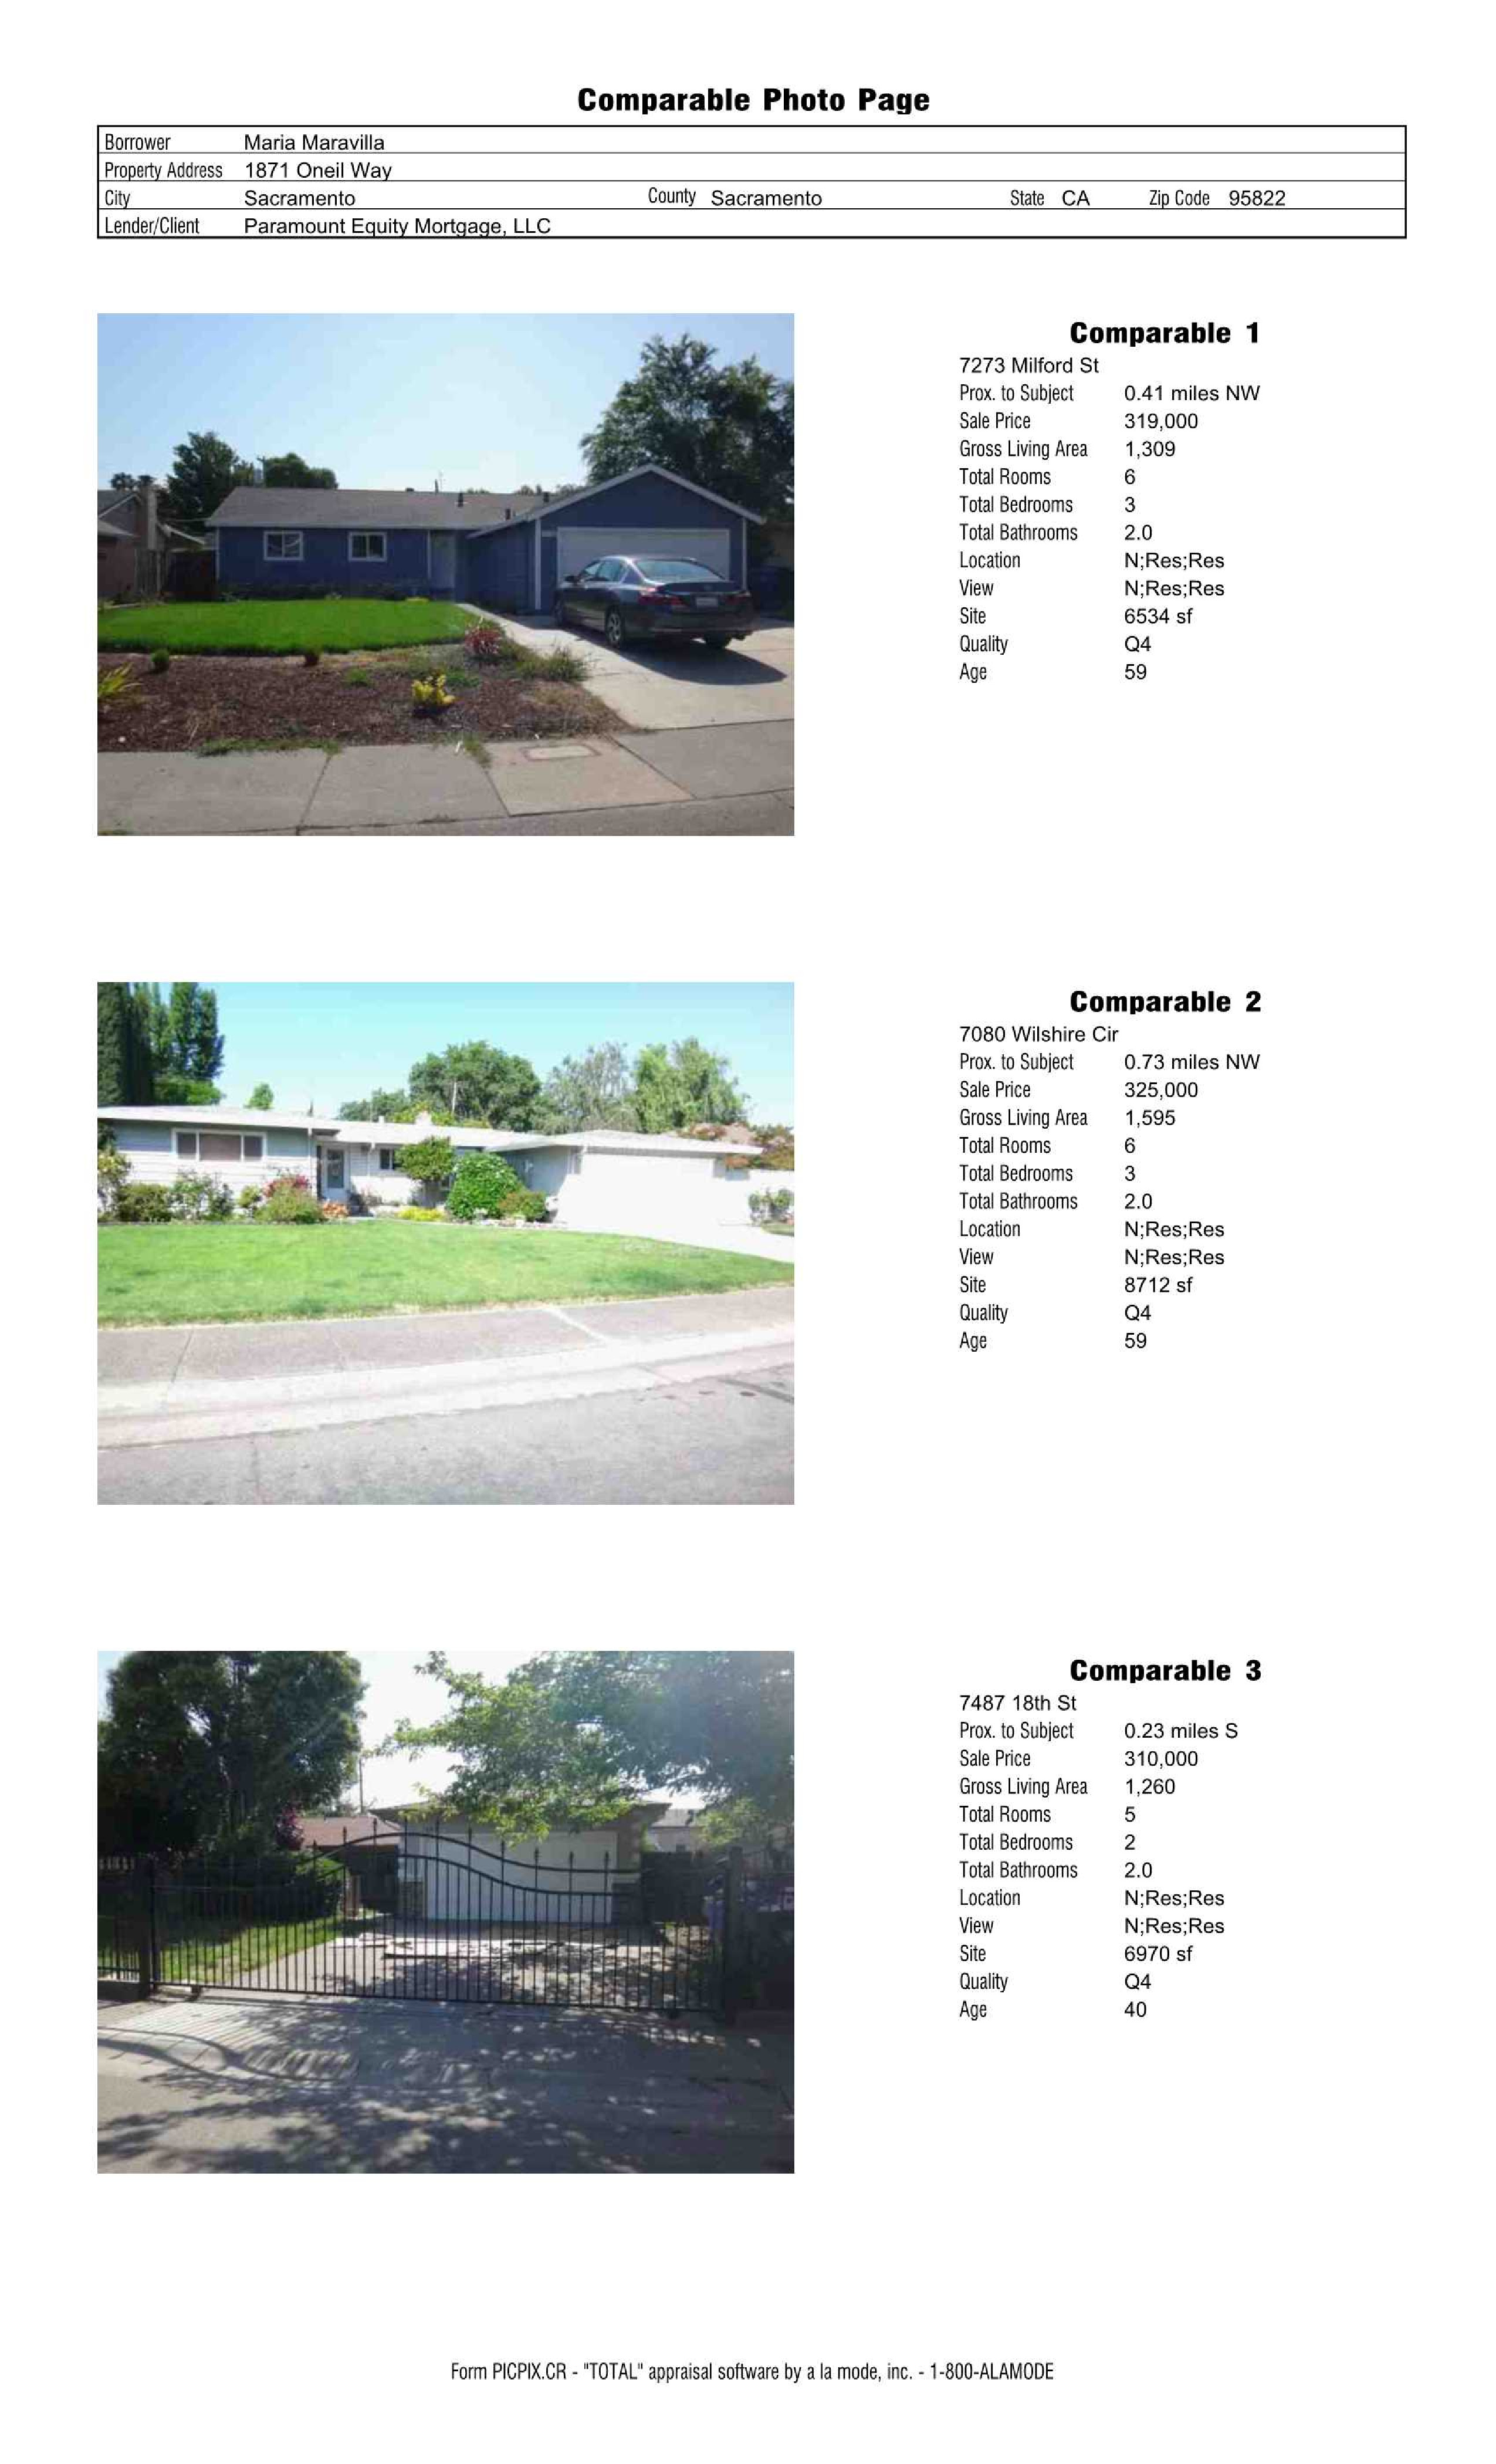 Comparable Photo Page
Borrower Maria Maravilla
Property Address 1871 Oneil Way
City Sacramento County Sacramento State CA Zip Code 95822
Lender/Client Paramount Equity Mortgage, LLC
Comparable 1
7273 Milford St
Prox. to Subject 0.41 miles NW
Sale Price 319,000
Gross Living Area 1,309
Total Rooms 6
Total Bedrooms 3
Total Bathrooms 2.0
Location N;Res;Res
View N;Res;Res
Site 6534 sf
Quality Q4
Age 59
Comparable 2
7080 Wilshire Cir
Prox. to Subject 0.73 miles NW
Sale Price 325,000
Gross Living Area 1,595
Total Rooms 6
Total Bedrooms 3
Total Bathrooms 2.0
Location N;Res;Res
View N;Res;Res
Site 8712 sf
Quality Q4
Age 59
Comparable 3
7487 18th St
Prox. to Subject 0.23 miles S
Sale Price 310,000
Gross Living Area 1,260
Total Rooms 5
Total Bedrooms 2
Total Bathrooms 2.0
Location N;Res;Res
View N;Res;Res
Site 6970 sf
Quality Q4
Age 40
Form PICPIX.CR - "TOTAL" appraisal software by a la mode, inc. - 1-800-ALAMODE